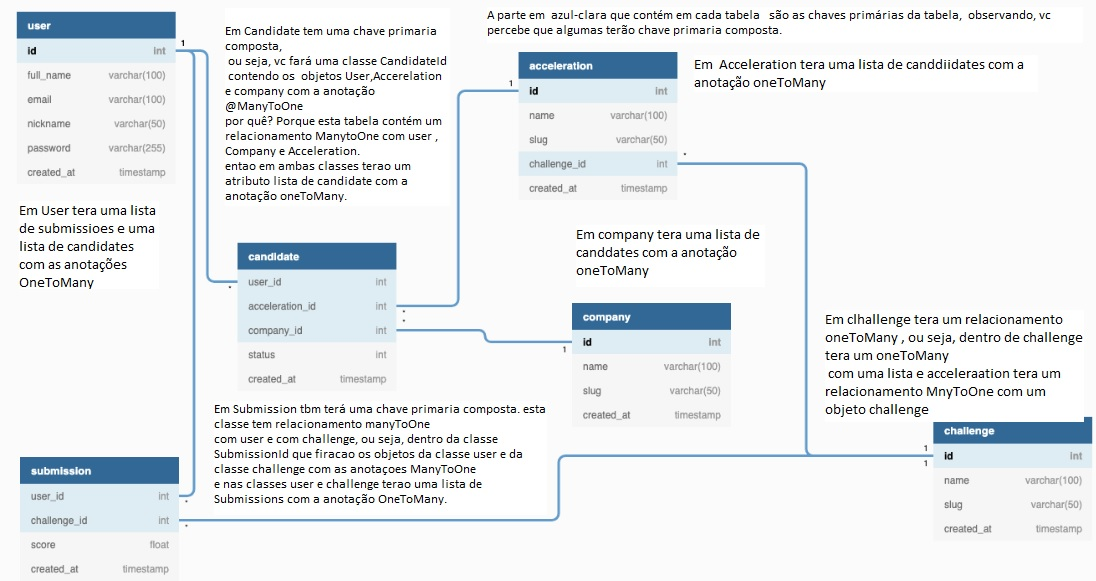 user
id int
full_name varchar(100)
email varchar(100)
nickname varchar(50)
password varchar(255)
created_at timestamp
1
Em User tera uma lista
de submissioes e uma
lista de candidates
com as anotações
OneToMany
Em Candidate tem uma chave primaria
composta,
ou seja, vc fará uma classe CandidateId
contendo os objetos User,Accerelation
e company com a anotação
@ManyToOne
por quê? Porque esta tabela contém um
relacionamento ManytoOne com user ,
Company e Acceleration.
entao em ambas classes terao um
atributo lista de candidate com a
anotação oneToMany.
A parte em azul-clara que contém em cada tabela são as chaves primárias da tabela, observando, vc
percebe que algumas terão chave primaria composta.
1
acceleration
id int
name varchar(100)
slug varchar(50)
challenge_id int
created_at timestamp
*
Em Acceleration tera uma lista de canddiidates com a
anotação oneToMany
candidate
user_id int
acceleration_id int
company_id int
status int
created_at timestamp
*
*
*
Em company tera uma lista de
canddates com a anotação
oneToMany
company
id int
name varchar(100)
slug varchar(50)
created_at timestamp
1
Em clhallenge tera um relacionamento
oneToMany , ou seja, dentro de challenge
tera um oneToMany
com uma lista e acceleraation tera um
relacionamento MnyToOne com um
objeto challenge
challenge
id int
name varchar(100)
slug varchar(50)
created_at timestamp
1
1
Em Submission tbm terá uma chave primaria composta. esta
classe tem relacionamento manyToOne
com user e com challenge, ou seja, dentro da classe
SubmissionId que firacao os objetos da classe user e da
classe challenge com as anotaçoes ManyToOne
e nas classes user e challenge terao uma lista de
Submissions com a anotação OneToMany.
submission
user_id int
challenge_id int
score float
created_at timestamp
*
*